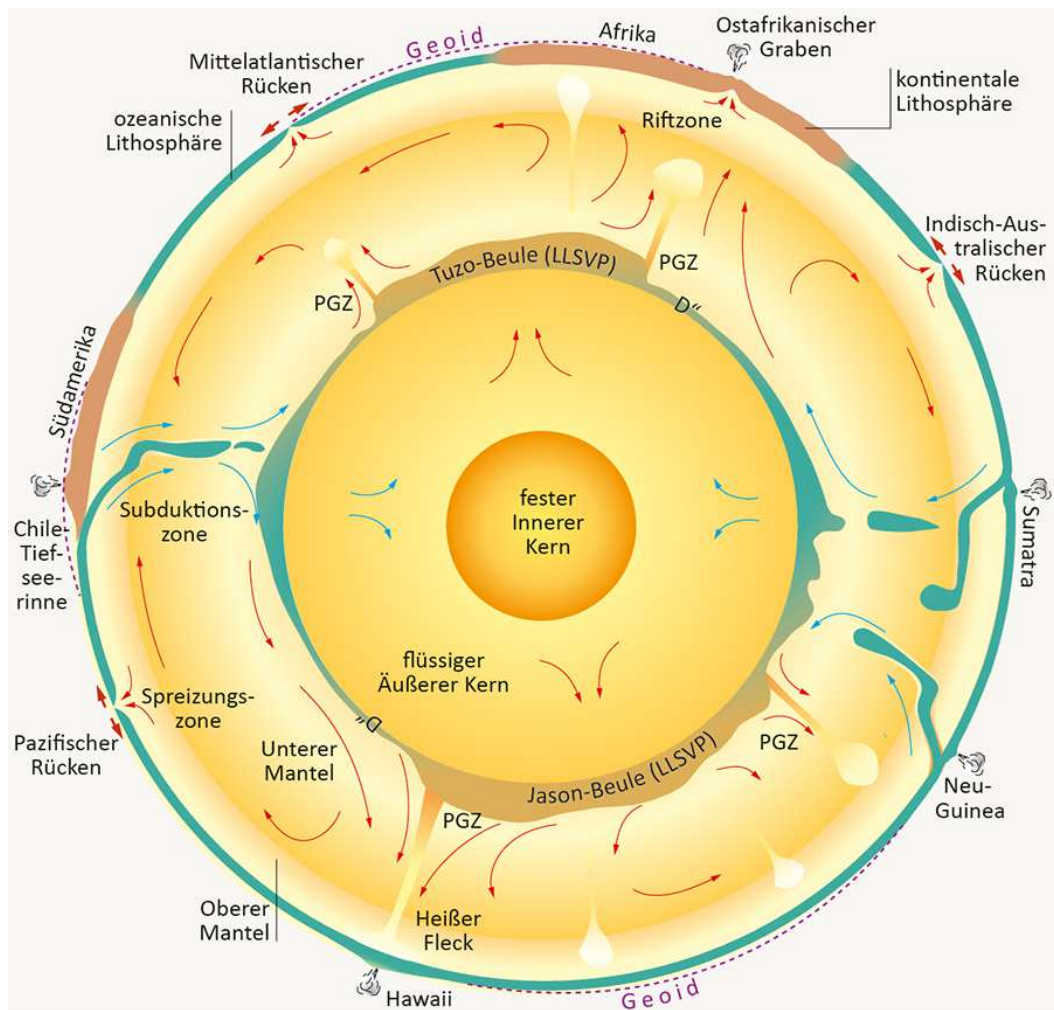 Geoid
Afrika
Ostafrikanischer
Graben
Mittelatlantischer
Rücken
kontinentale
Lithosphäre
ozeanische
Lithosphäre
Riftzone
Indisch-Aus-
tralischer
Rücken
Tuzo-Beule (LLSVP)
PGZ
PGZ
D“
Südamerika
fester
Innerer
Kern
Subduktions-
zone
Chile-
Tief-
see-
rinne
Sumatra
flüssiger
Äußerer Kern
Spreizungs-
zone
D“
Pazifischer
Rücken
Unterer
Mantel
PGZ
Jason-Beule (LLSVP)
Neu-
Guinea
PGZ
Oberer
Mantel
Heißer
Fleck
Hawaii
Geoid